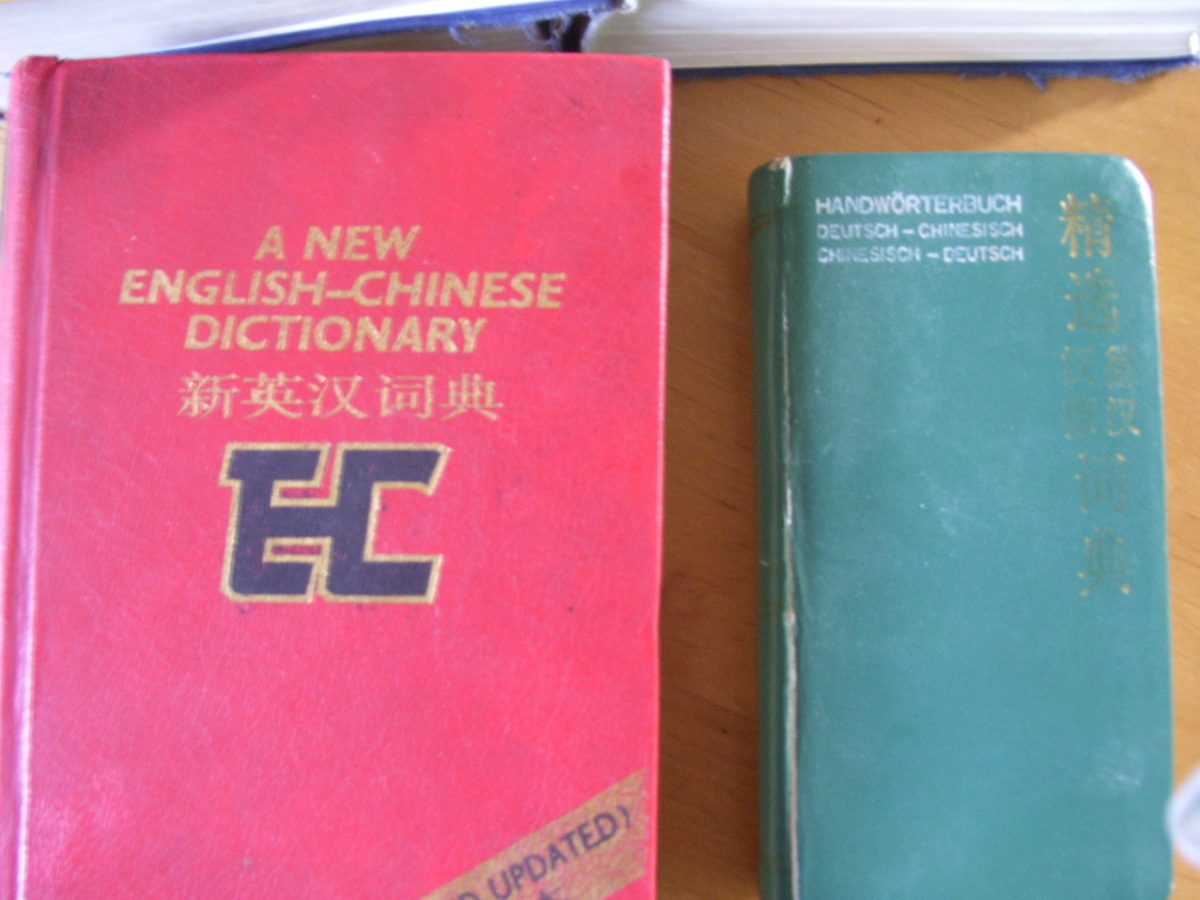 A NEW
ENGLISH–CHINESE
DICTIONARY
新英汉词典
EC
UPDATED)
HANDWÖRTERBUCH
DEUTSCH – CHINESISCH
CHINESISCH – DEUTSCH
精选
德汉
汉德
词典